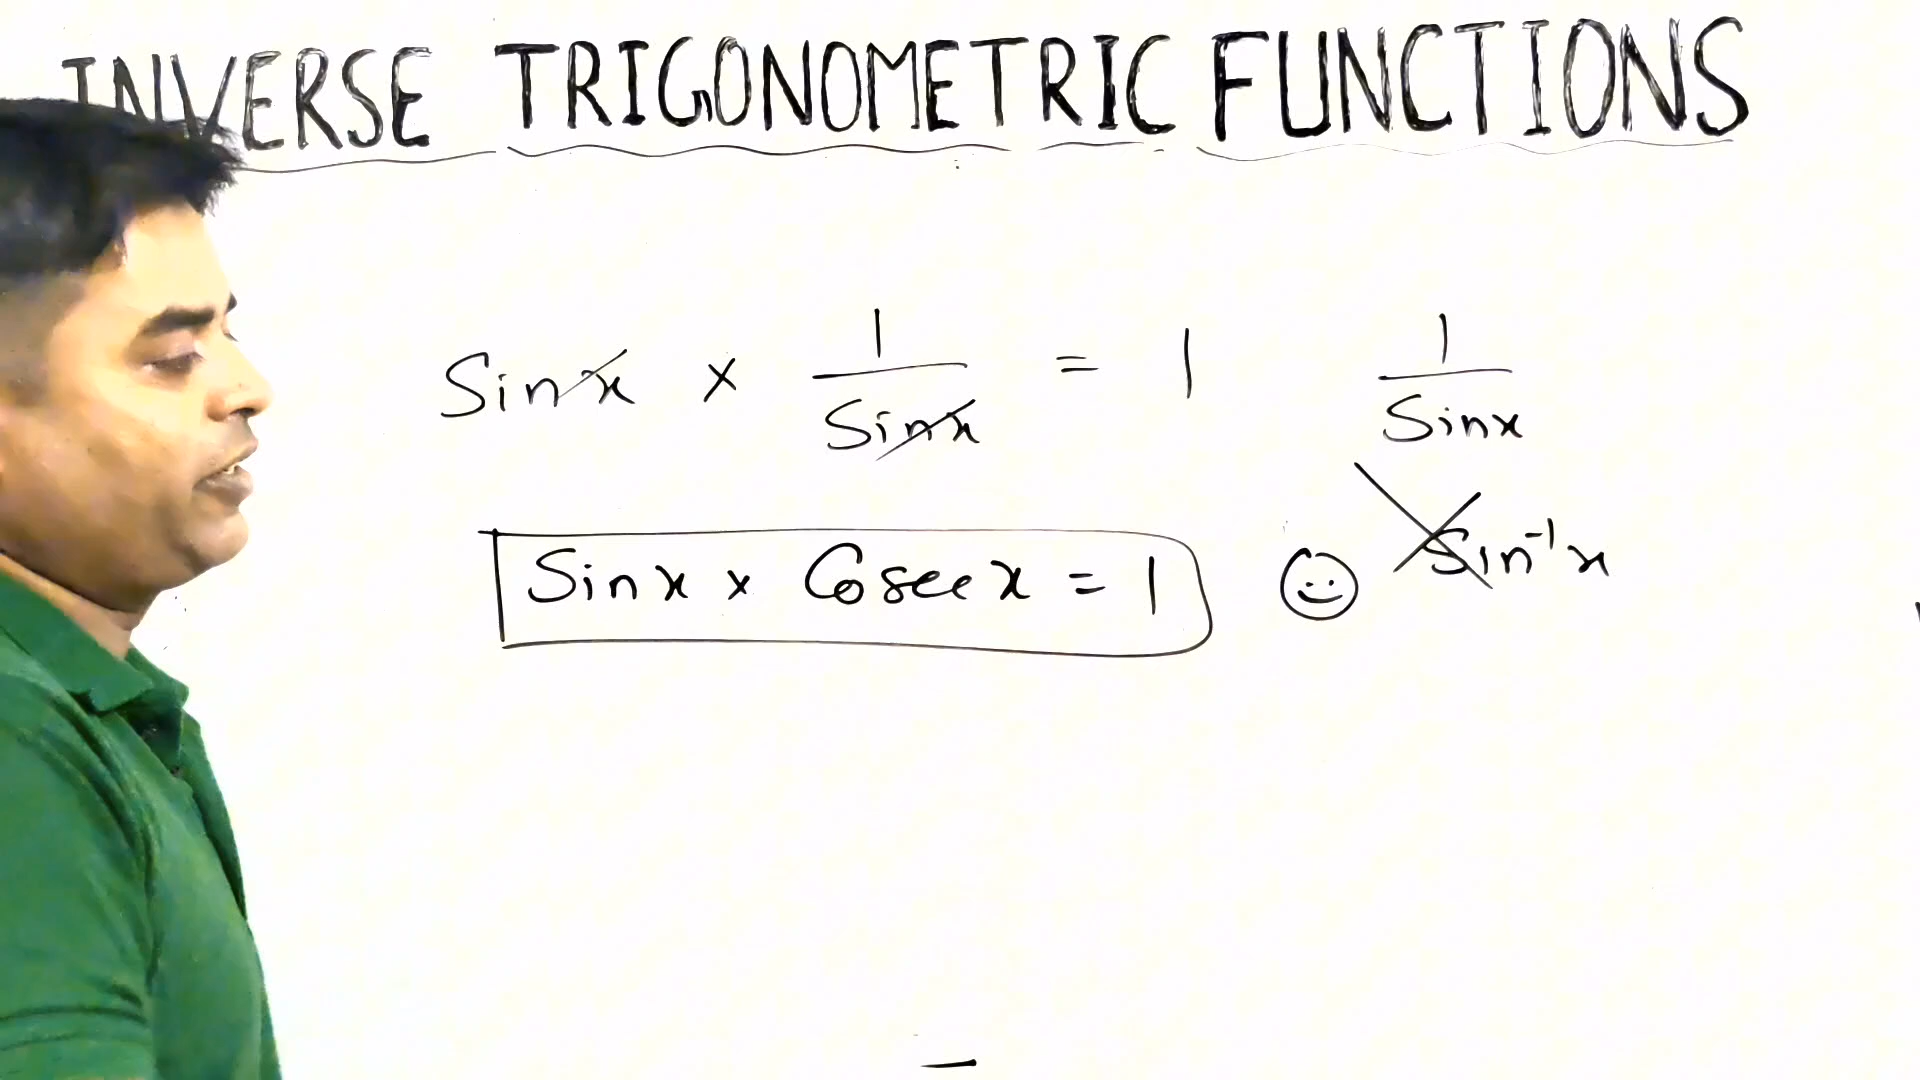 INVERSE TRIGONOMETRIC FUNCTIONS
Sinx × 1/Sinx = 1
1/Sinx
Sinx × Cosecx = 1
Sin⁻¹x